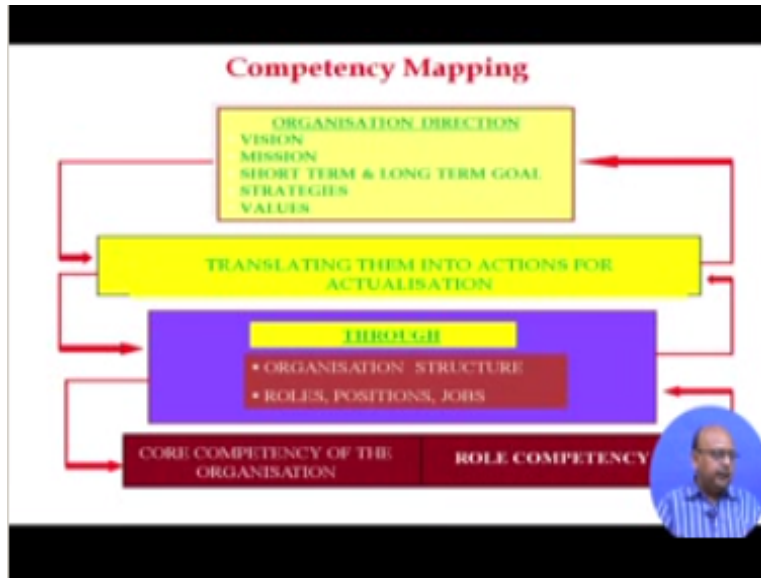 Competency Mapping
ORGANISATION DIRECTION
VISION
MISSION
SHORT TERM & LONG TERM GOAL
STRATEGIES
VALUES
TRANSLATING THEM INTO ACTIONS FOR
ACTUALISATION
THROUGH
• ORGANISATION STRUCTURE
• ROLES, POSITIONS, JOBS
CORE COMPETENCY OF THE
ORGANISATION
ROLE COMPETENCY